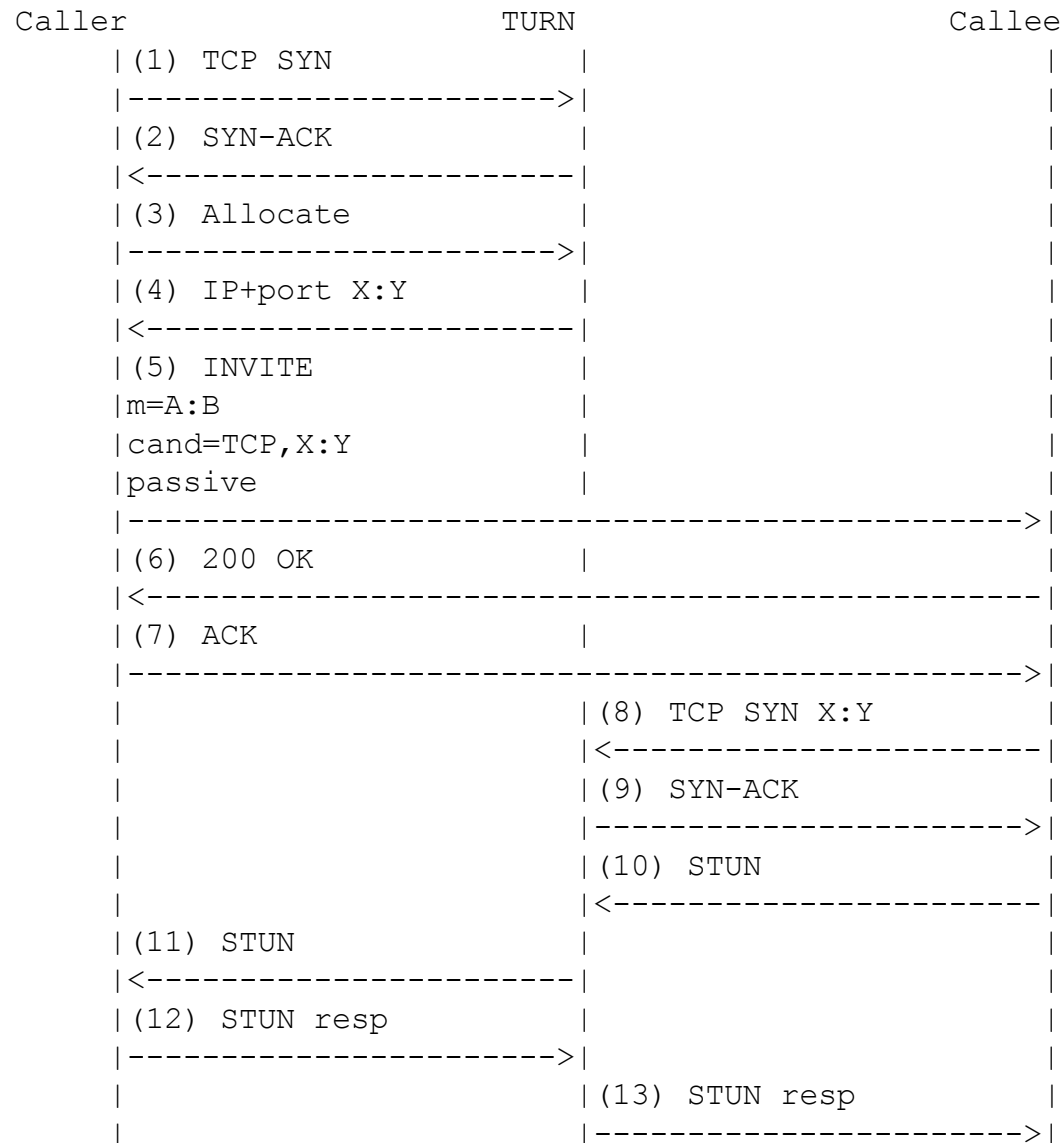 Caller TURN Callee
(1) TCP SYN
(2) SYN-ACK
(3) Allocate
(4) IP+port X:Y
(5) INVITE
m=A:B
cand=TCP,X:Y
passive
(6) 200 OK
(7) ACK
(8) TCP SYN X:Y
(9) SYN-ACK
(10) STUN
(11) STUN
(12) STUN resp
(13) STUN resp